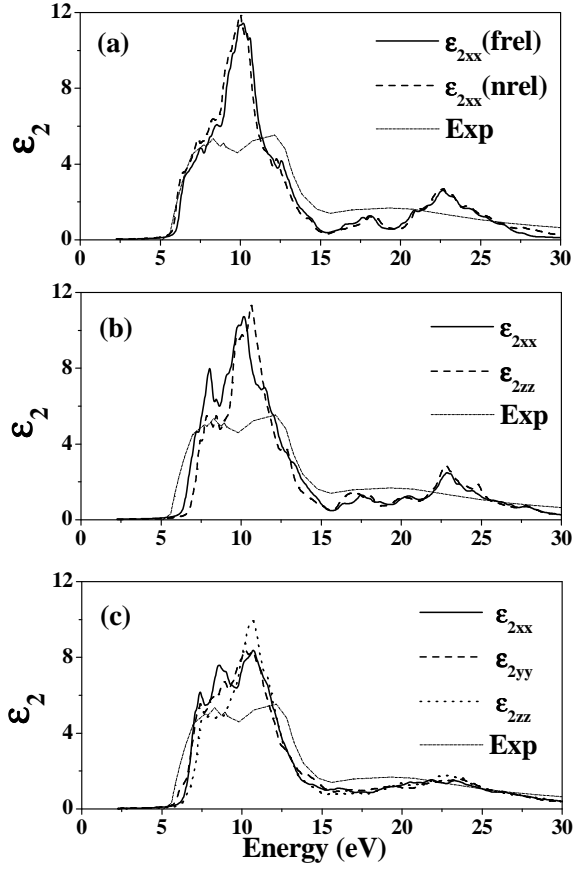 (a)
ε2xx(frel)
ε2xx(nrel)
Exp
ε2
12
8
4
0
0 5 10 15 20 25 30
(b)
ε2xx
ε2zz
Exp
ε2
12
8
4
0
0 5 10 15 20 25 30
(c)
ε2xx
ε2yy
ε2zz
Exp
ε2
12
8
4
0
0 5 10 15 20 25 30
Energy (eV)